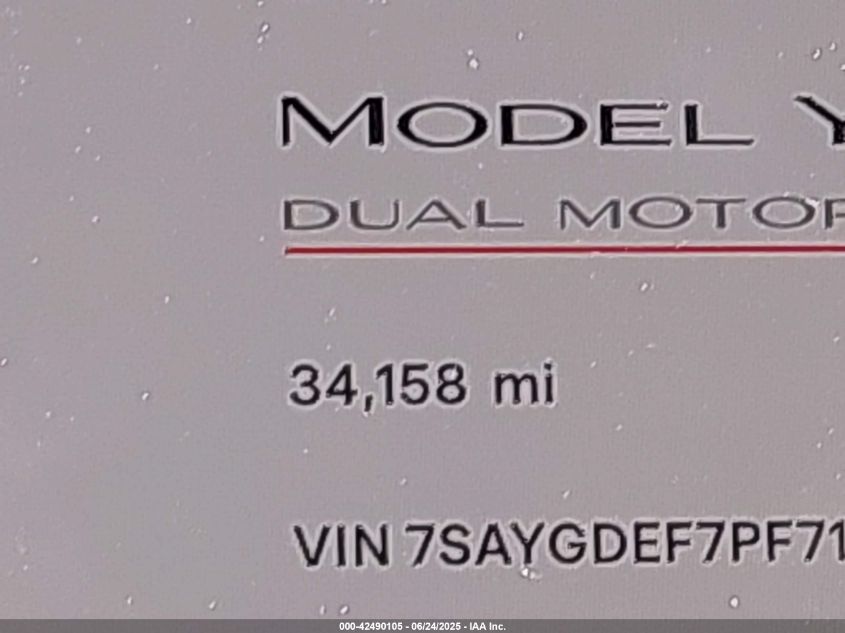 MODEL Y
DUAL MOTOR
34,158 mi
VIN 7SAYGDEF7PF71
000-42490105 - 06/24/2025 - IAA Inc.